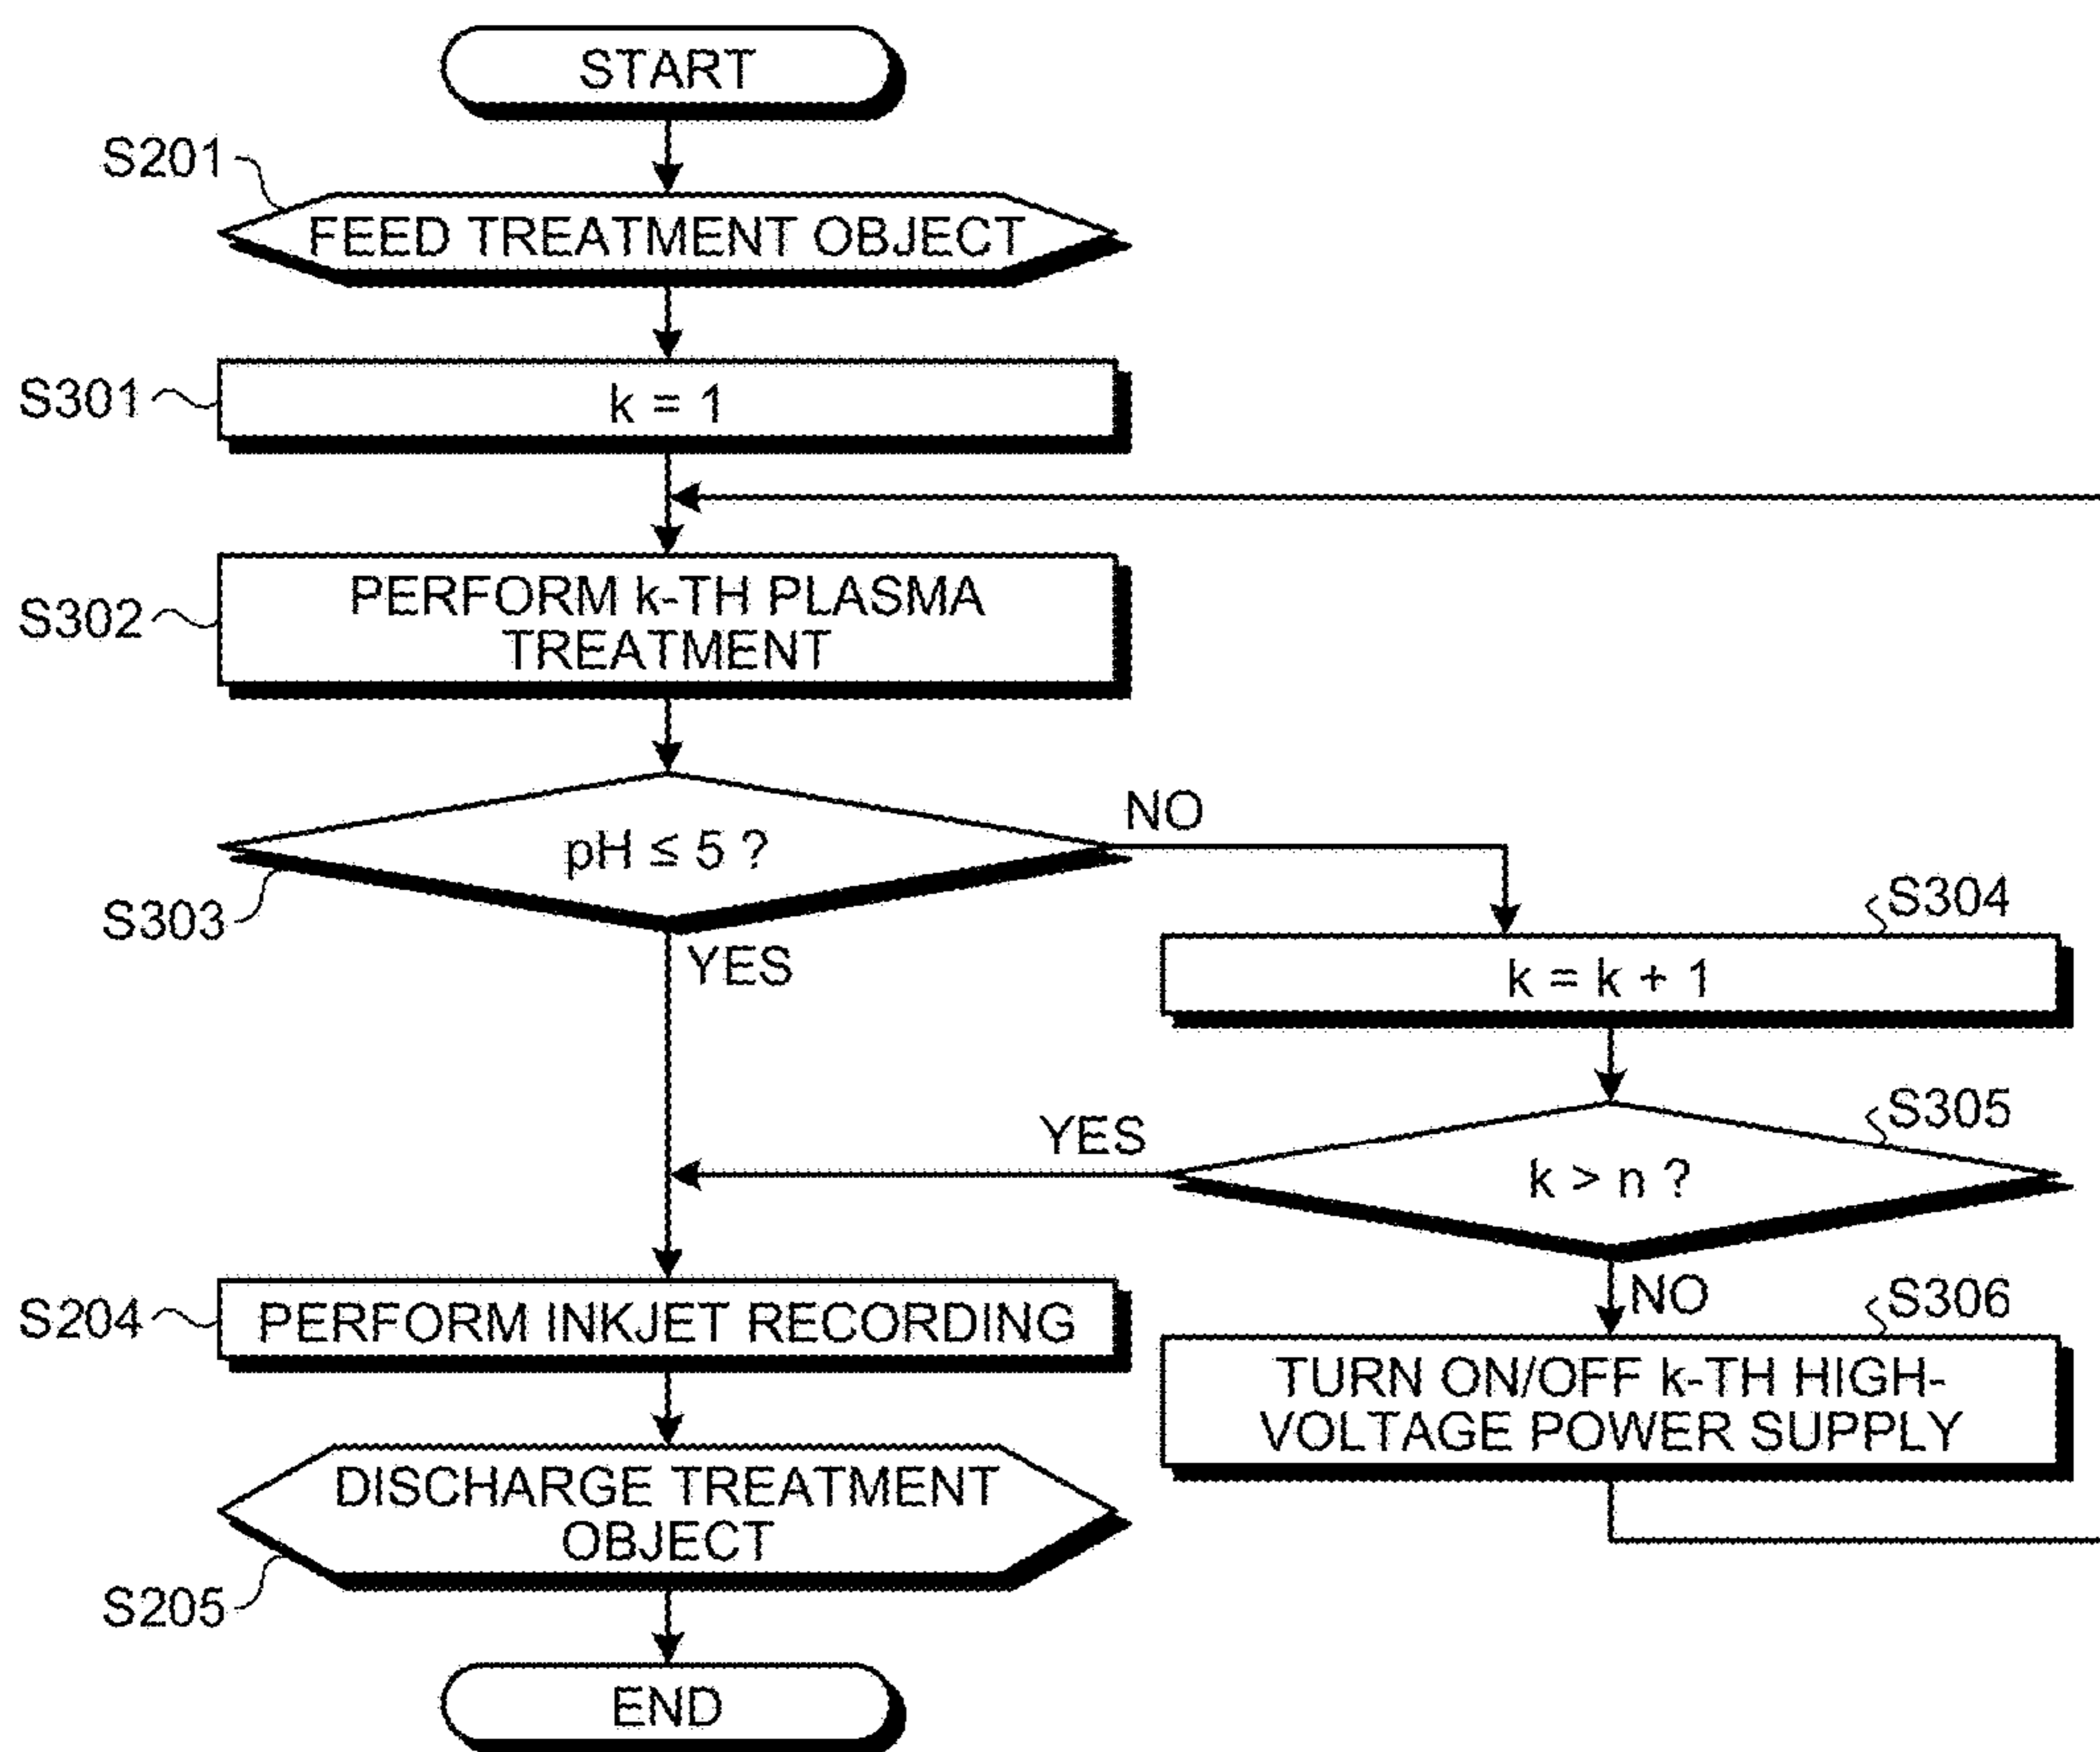 START
S201
FEED TREATMENT OBJECT
S301
k = 1
S302
PERFORM k-TH PLASMA
TREATMENT
S303
pH ≤ 5 ?
NO
YES
S304
k = k + 1
S305
k > n ?
YES
NO
S306
TURN ON/OFF k-TH HIGH-
VOLTAGE POWER SUPPLY
S204
PERFORM INKJET RECORDING
S205
DISCHARGE TREATMENT
OBJECT
END